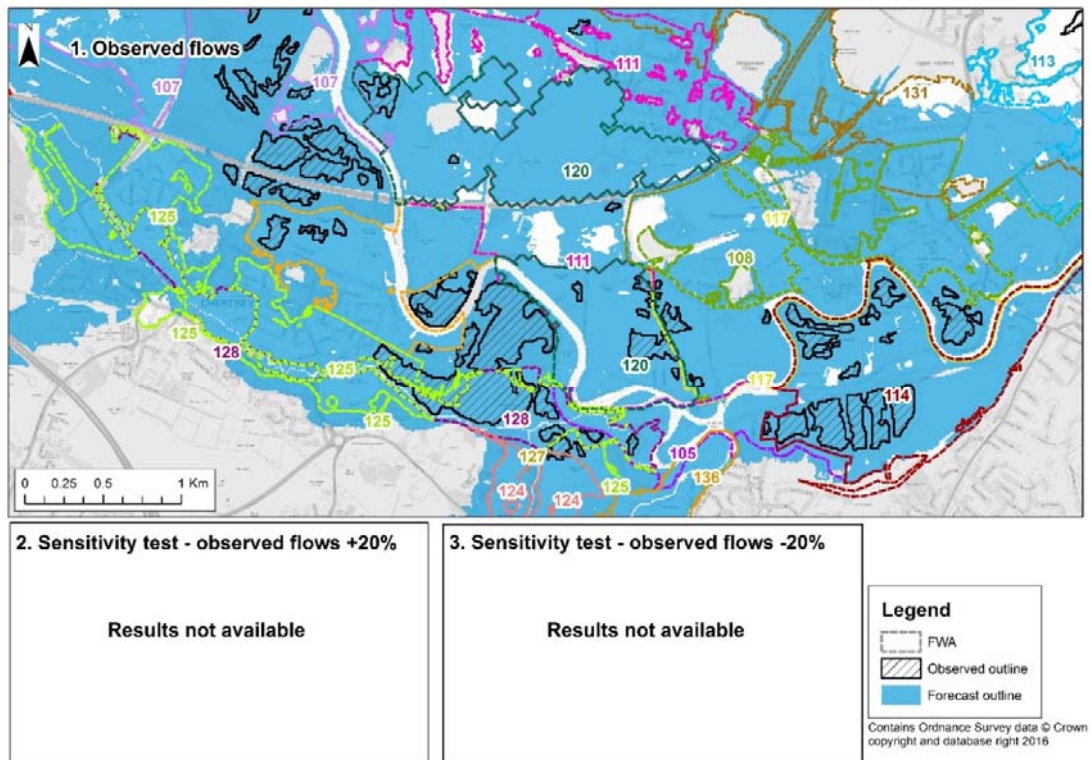 1. Observed flows
107
107
111
113
131
120
125
117
111
108
CHERTSEY
125
128
125
120
117
114
125
128
127
105
125
136
124
124
0 0.25 0.5 1 Km
2. Sensitivity test - observed flows +20%
Results not available
3. Sensitivity test - observed flows -20%
Results not available
Legend
FWA
Observed outline
Forecast outline
Contains Ordnance Survey data © Crown
copyright and database right 2016